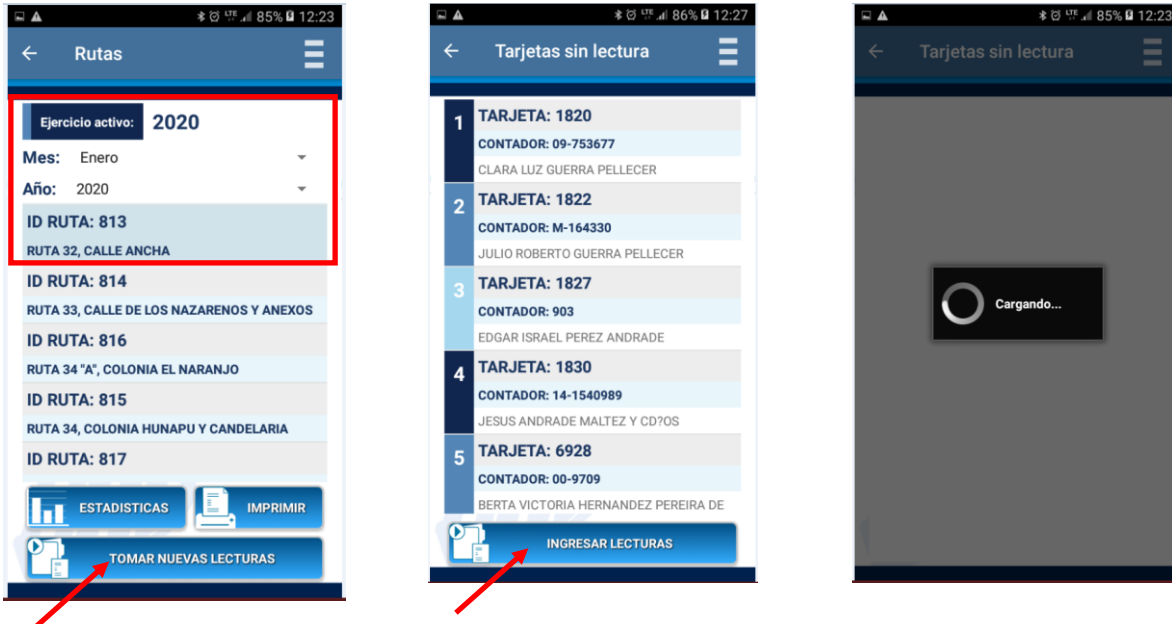 LTE 85% 12:23
Rutas
Ejercicio activo: 2020
Mes: Enero
Año: 2020
ID RUTA: 813
RUTA 32, CALLE ANCHA
ID RUTA: 814
RUTA 33, CALLE DE LOS NAZARENOS Y ANEXOS
ID RUTA: 816
RUTA 34 "A", COLONIA EL NARANJO
ID RUTA: 815
RUTA 34, COLONIA HUNAPU Y CANDELARIA
ID RUTA: 817
ESTADISTICAS IMPRIMIR
TOMAR NUEVAS LECTURAS
LTE 86% 12:27
Tarjetas sin lectura
1 TARJETA: 1820
CONTADOR: 09-753677
CLARA LUZ GUERRA PELLECER
2 TARJETA: 1822
CONTADOR: M-164330
JULIO ROBERTO GUERRA PELLECER
3 TARJETA: 1827
CONTADOR: 903
EDGAR ISRAEL PEREZ ANDRADE
4 TARJETA: 1830
CONTADOR: 14-1540989
JESUS ANDRADE MALTEZ Y CD?OS
5 TARJETA: 6928
CONTADOR: 00-9709
BERTA VICTORIA HERNANDEZ PEREIRA DE
INGRESAR LECTURAS
LTE 85% 12:23
Tarjetas sin lectura
Cargando...